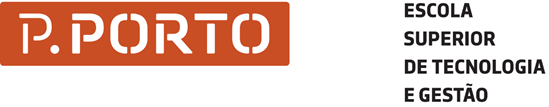 P.PORTO
ESCOLA
SUPERIOR
DE TECNOLOGIA
E GESTÃO